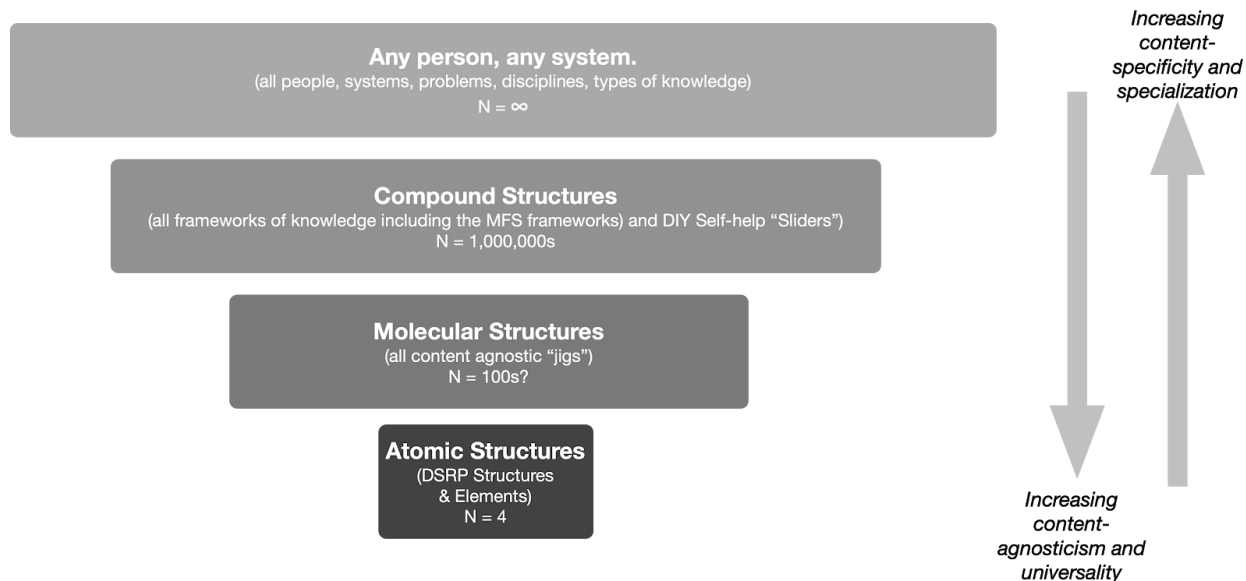 Increasing
content-
specificity and
specialization
Any person, any system.
(all people, systems, problems, disciplines, types of knowledge)
N = ∞
Compound Structures
(all frameworks of knowledge including the MFS frameworks) and DIY Self-help “Sliders”)
N = 1,000,000s
Molecular Structures
(all content agnostic “jigs”)
N = 100s?
Atomic Structures
(DSRP Structures
& Elements)
N = 4
Increasing
content-
agnosticism and
universality